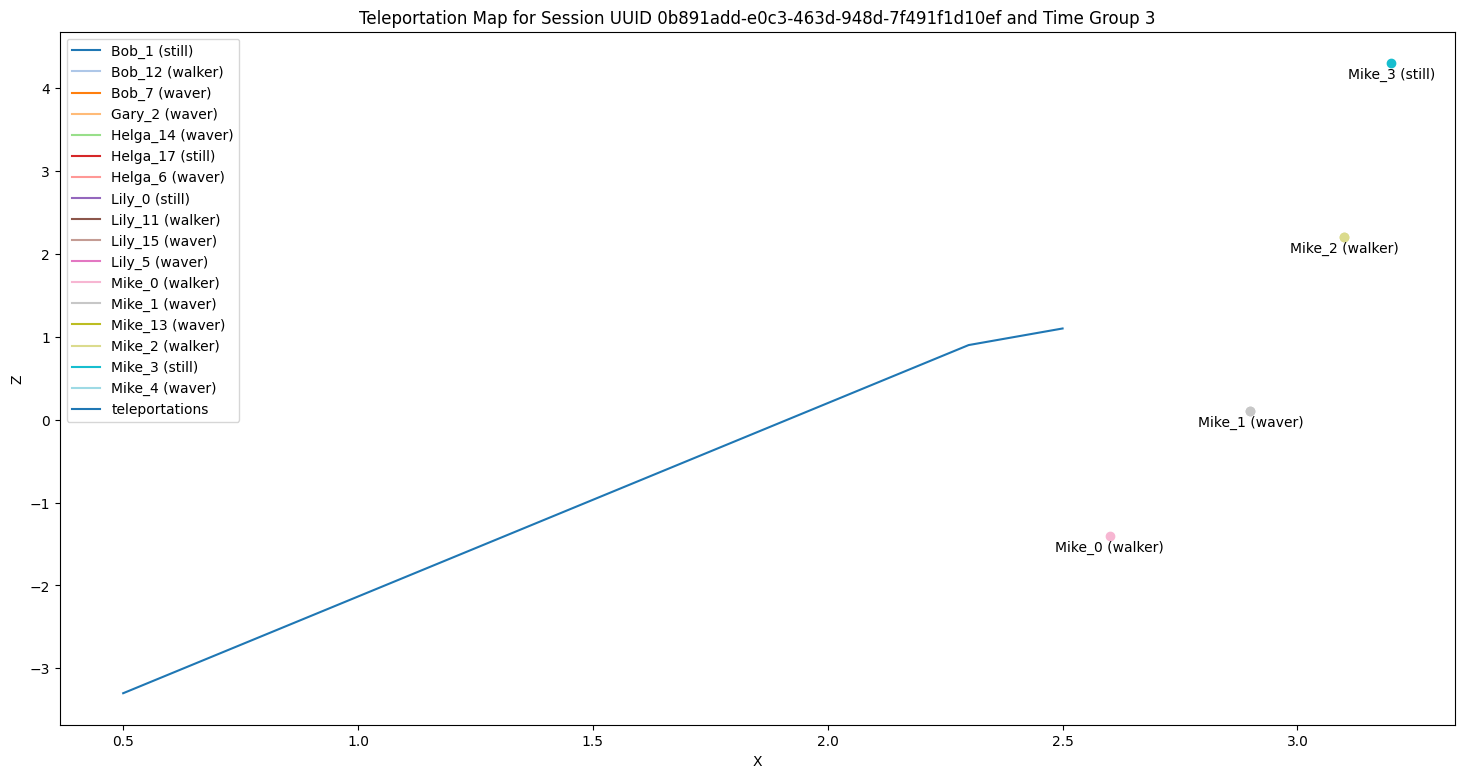 Teleportation Map for Session UUID 0b891add-e0c3-463d-948d-7f491f1d10ef and Time Group 3
Bob_1 (still)
Bob_12 (walker)
Bob_7 (waver)
Gary_2 (waver)
Helga_14 (waver)
Helga_17 (still)
Helga_6 (waver)
Lily_0 (still)
Lily_11 (walker)
Lily_15 (waver)
Lily_5 (waver)
Mike_0 (walker)
Mike_1 (waver)
Mike_13 (waver)
Mike_2 (walker)
Mike_3 (still)
Mike_4 (waver)
teleportations
Mike_3 (still)
Mike_2 (walker)
Mike_1 (waver)
Mike_0 (walker)
Z
4
3
2
1
0
−1
−2
−3
0.5
1.0
1.5
2.0
2.5
3.0
X